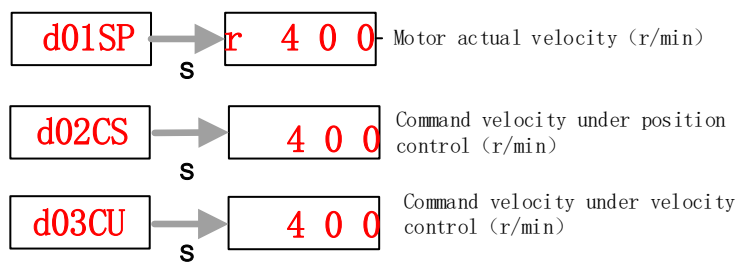 d01SP
S
r 4 0 0
Motor actual velocity (r/min)
d02CS
S
4 0 0
Command velocity under position
control (r/min)
d03CU
S
4 0 0
Command velocity under velocity
control (r/min)